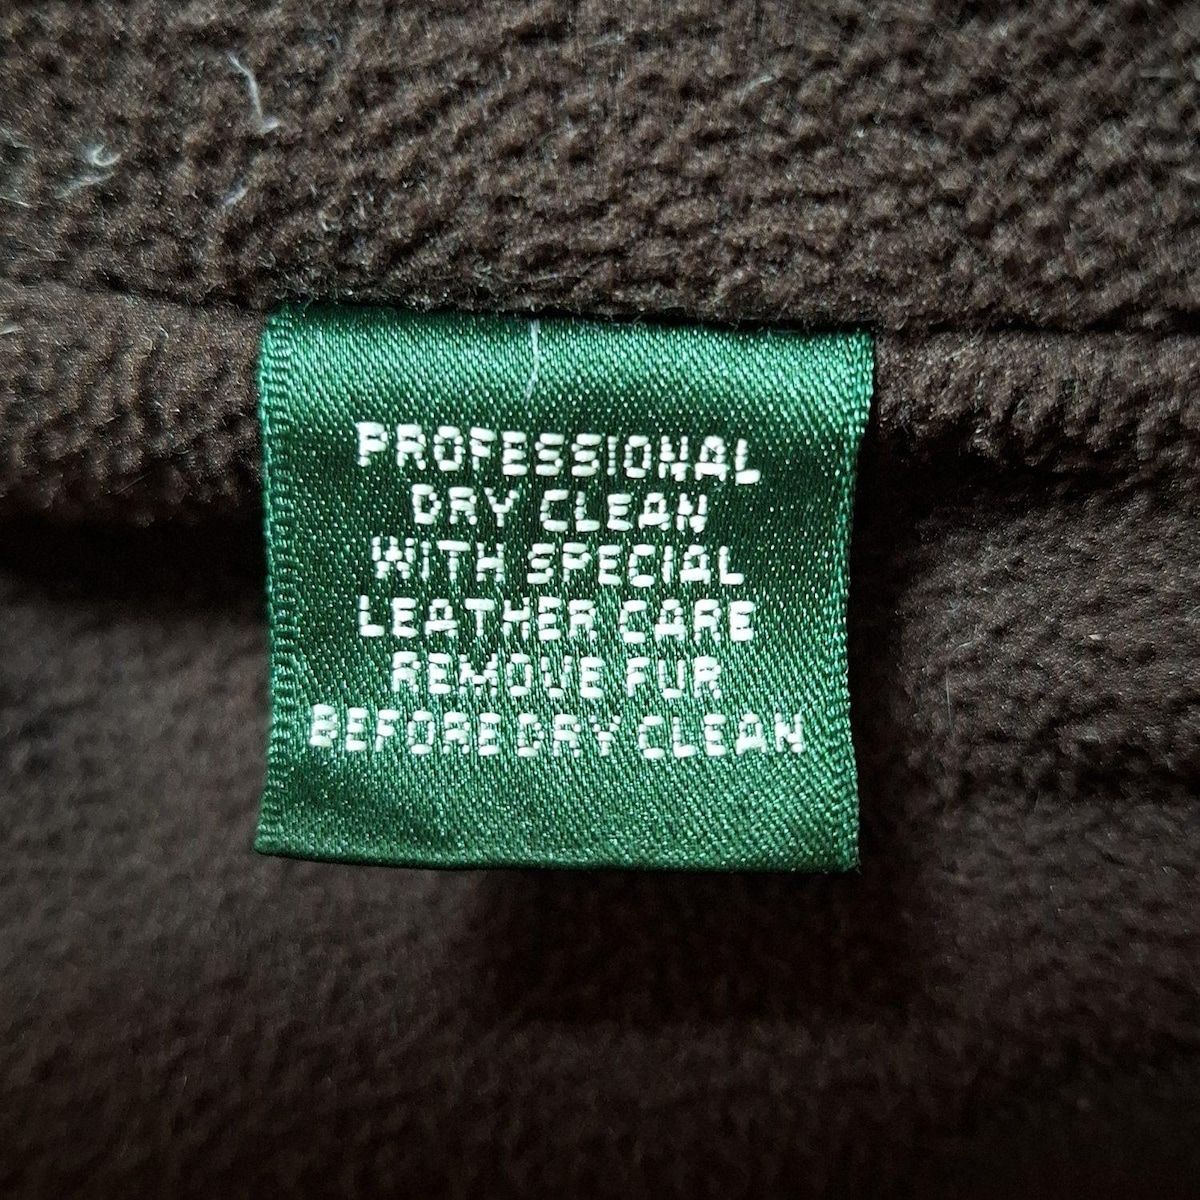 PROFESSIONAL
DRY CLEAN
WITH SPECIAL
LEATHER CARE
REMOVE FUR
BEFORE DRY CLEAN